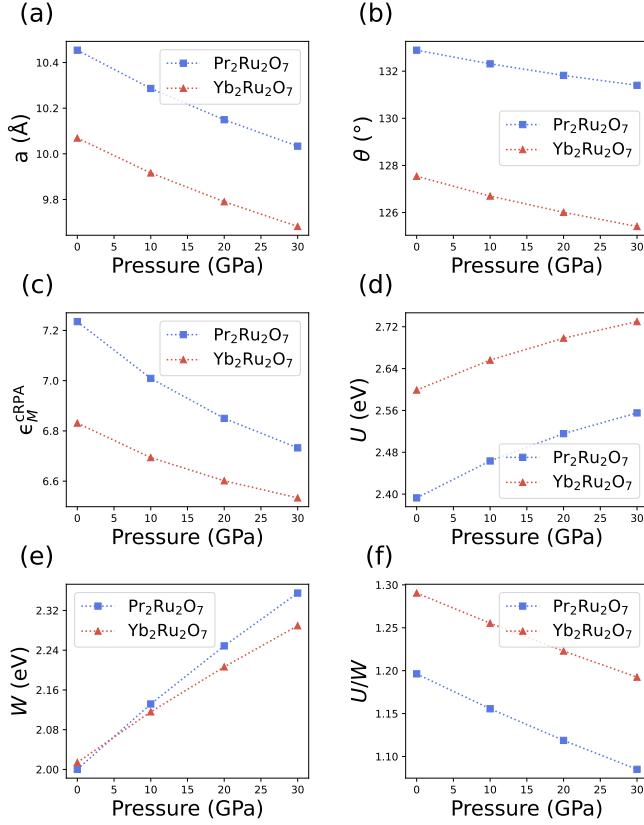 (a)
10.4
10.2
10.0
9.8
a (Å)
Pr₂Ru₂O₇
Yb₂Ru₂O₇
0 5 10 15 20 25 30
Pressure (GPa)
(b)
132
130
128
126
θ (°)
Pr₂Ru₂O₇
Yb₂Ru₂O₇
0 5 10 15 20 25 30
Pressure (GPa)
(c)
7.2
7.0
6.8
6.6
ϵ_M^cRPA
Pr₂Ru₂O₇
Yb₂Ru₂O₇
0 5 10 15 20 25 30
Pressure (GPa)
(d)
2.72
2.64
2.56
2.48
2.40
U (eV)
Pr₂Ru₂O₇
Yb₂Ru₂O₇
0 5 10 15 20 25 30
Pressure (GPa)
(e)
2.32
2.24
2.16
2.08
2.00
W (eV)
Pr₂Ru₂O₇
Yb₂Ru₂O₇
0 5 10 15 20 25 30
Pressure (GPa)
(f)
1.30
1.25
1.20
1.15
1.10
U/W
Pr₂Ru₂O₇
Yb₂Ru₂O₇
0 5 10 15 20 25 30
Pressure (GPa)